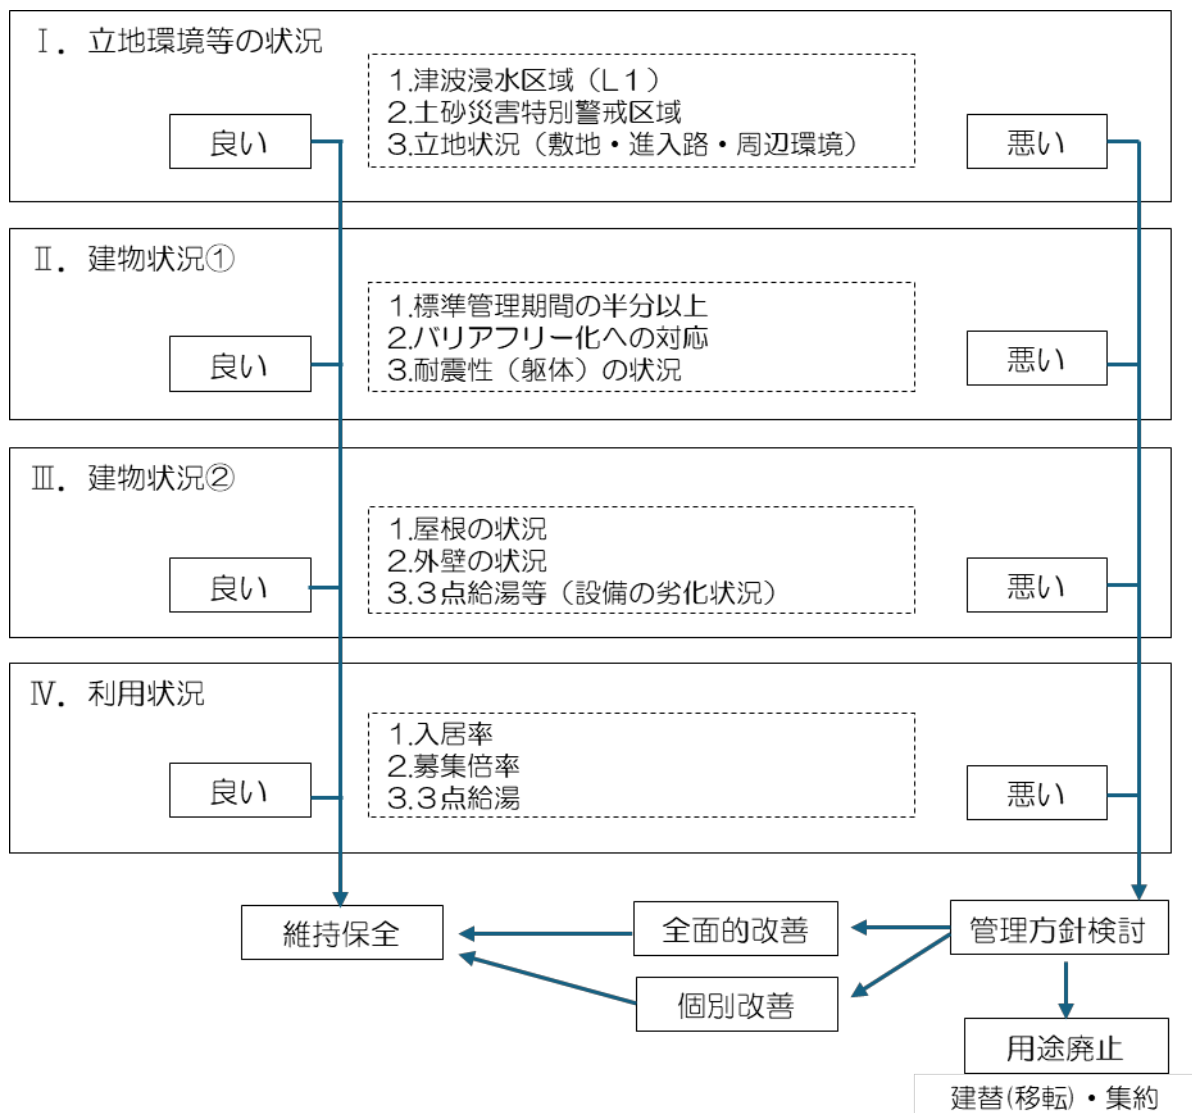 Ⅰ．立地環境等の状況
1.津波浸水区域（L１）
2.土砂災害特別警戒区域
3.立地状況（敷地・進入路・周辺環境）
良い
悪い
Ⅱ．建物状況①
1.標準管理期間の半分以上
2.バリアフリー化への対応
3.耐震性（躯体）の状況
良い
悪い
Ⅲ．建物状況②
1.屋根の状況
2.外壁の状況
3.３点給湯等（設備の劣化状況）
良い
悪い
Ⅳ．利用状況
1.入居率
2.募集倍率
3.３点給湯
良い
悪い
維持保全
全面的改善
管理方針検討
個別改善
用途廃止
建替(移転)・集約